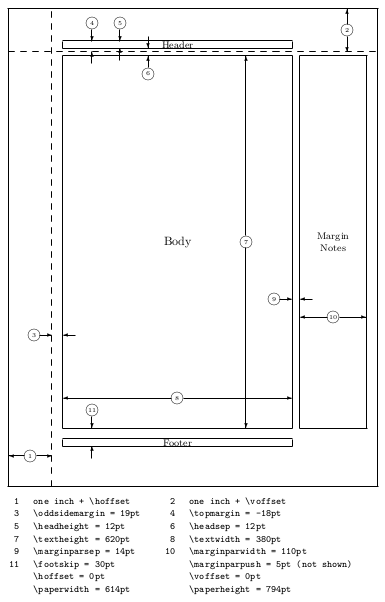 4 5
2
Header
6
Body
7
Margin
Notes
9
10
3
8
11
Footer
1
1 one inch + \hoffset 2 one inch + \voffset
3 \oddsidemargin = 19pt 4 \topmargin = -18pt
5 \headheight = 12pt 6 \headsep = 12pt
7 \textheight = 620pt 8 \textwidth = 380pt
9 \marginparsep = 14pt 10 \marginparwidth = 110pt
11 \footskip = 30pt \marginparpush = 5pt (not shown)
\hoffset = 0pt \voffset = 0pt
\paperwidth = 614pt \paperheight = 794pt